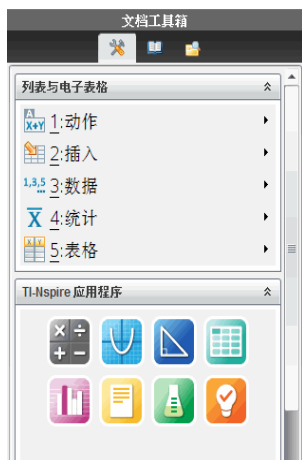 文档工具箱
列表与电子表格
X+Y 1:动作
2:插入
1,3,5 3:数据
X 4:统计
5:表格
TI-Nspire 应用程序